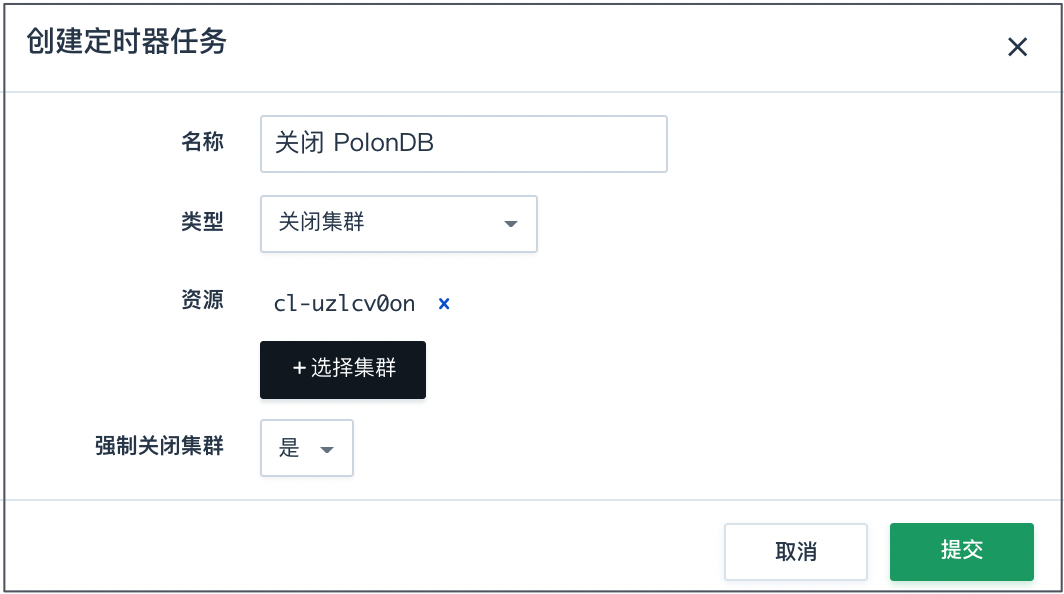 创建定时器任务
名称 关闭 PolonDB
类型 关闭集群
资源 cl-uzlcv0on ×
+选择集群
强制关闭集群 是
取消 提交